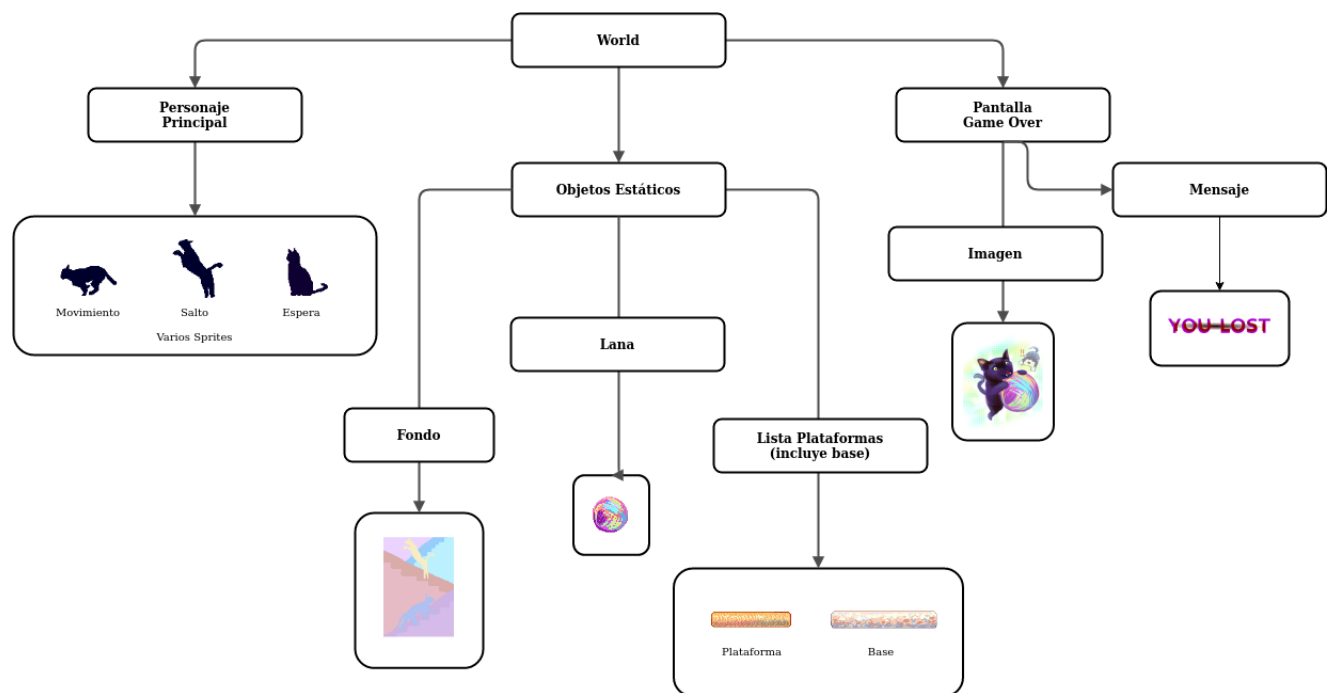 World
Personaje
Principal
Pantalla
Game Over
Objetos Estáticos
Mensaje
Imagen
Movimiento
Salto
Espera
Varios Sprites
YOU LOST
Lana
Fondo
Lista Plataformas
(incluye base)
Plataforma
Base